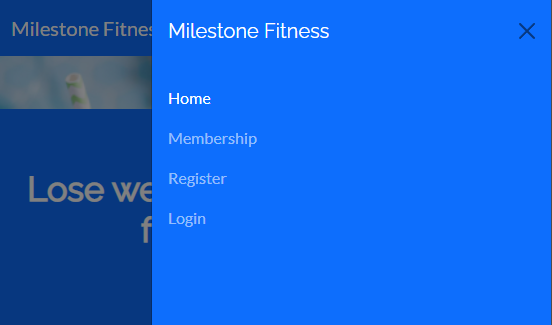 Milestone Fitnes
Milestone Fitness
Home
Membership
Register
Login
Lose we
f